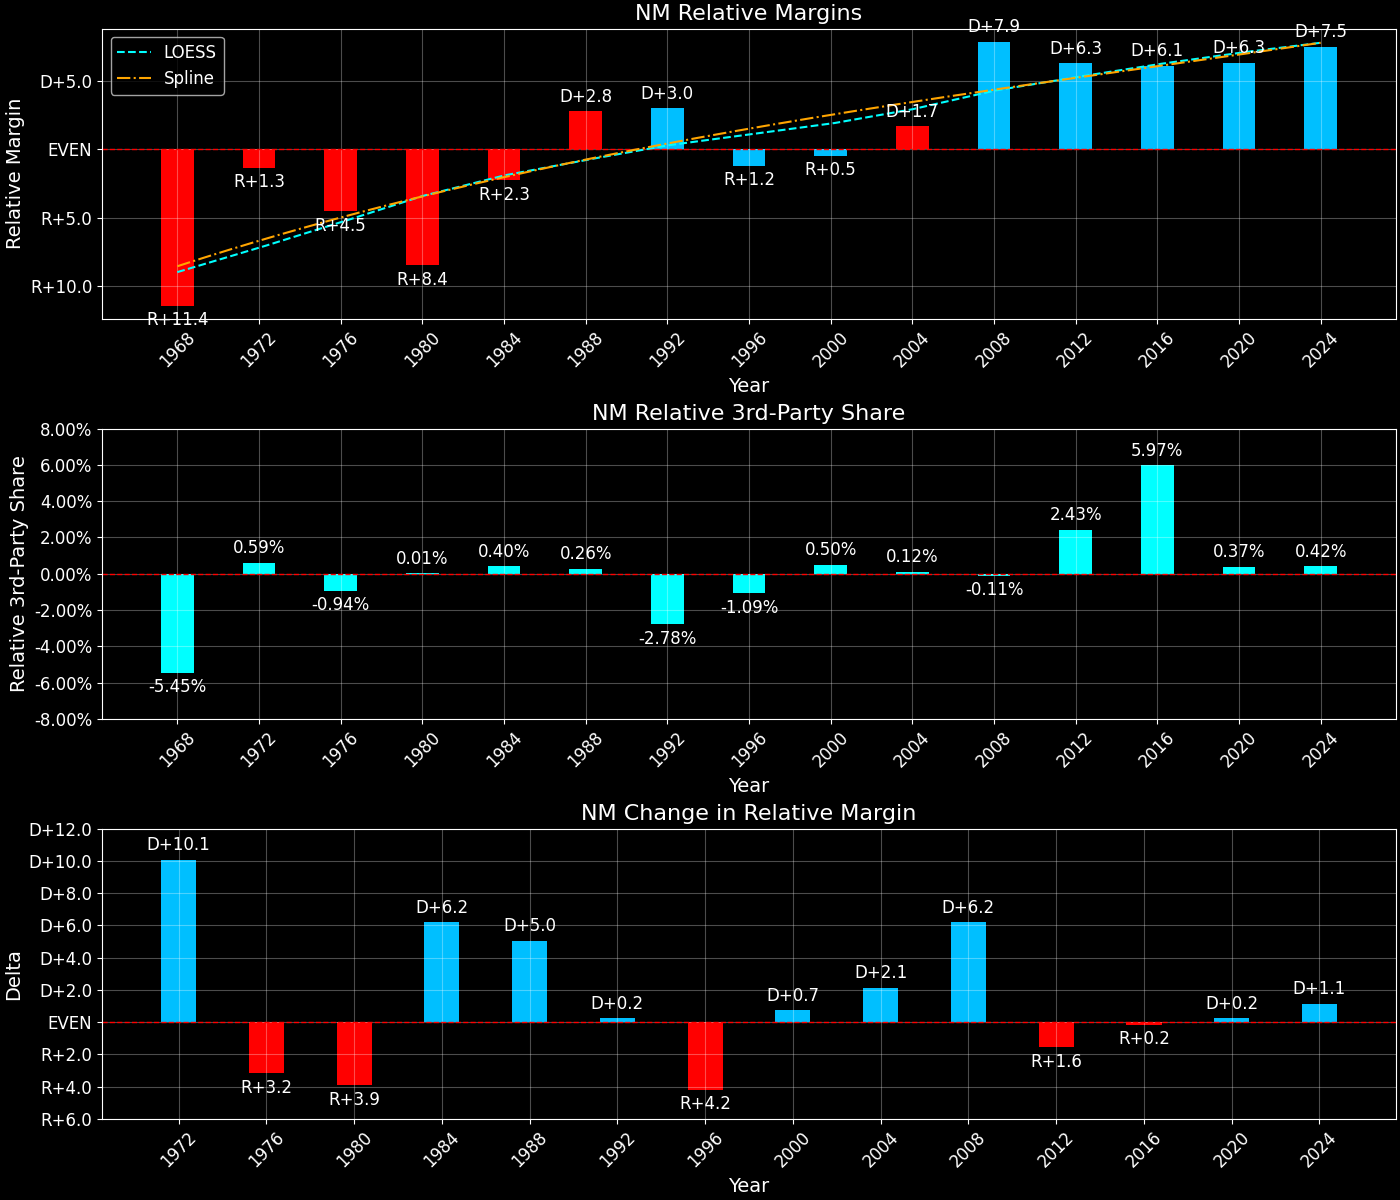 NM Relative Margins
LOESS
Spline
D+5.0
EVEN
R+5.0
R+10.0
Relative Margin
R+11.4
R+1.3
R+4.5
R+8.4
R+2.3
D+2.8
D+3.0
R+1.2
R+0.5
D+1.7
D+7.9
D+6.3
D+6.1
D+6.3
D+7.5
1968
1972
1976
1980
1984
1988
1992
1996
2000
2004
2008
2012
2016
2020
2024
Year
NM Relative 3rd-Party Share
8.00%
6.00%
4.00%
2.00%
0.00%
-2.00%
-4.00%
-6.00%
-8.00%
Relative 3rd-Party Share
-5.45%
0.59%
-0.94%
0.01%
0.40%
0.26%
-2.78%
-1.09%
0.50%
0.12%
-0.11%
2.43%
5.97%
0.37%
0.42%
1968
1972
1976
1980
1984
1988
1992
1996
2000
2004
2008
2012
2016
2020
2024
Year
NM Change in Relative Margin
D+12.0
D+10.0
D+8.0
D+6.0
D+4.0
D+2.0
EVEN
R+2.0
R+4.0
R+6.0
Delta
D+10.1
R+3.2
R+3.9
D+6.2
D+5.0
D+0.2
R+4.2
D+0.7
D+2.1
D+6.2
R+1.6
R+0.2
D+0.2
D+1.1
1972
1976
1980
1984
1988
1992
1996
2000
2004
2008
2012
2016
2020
2024
Year